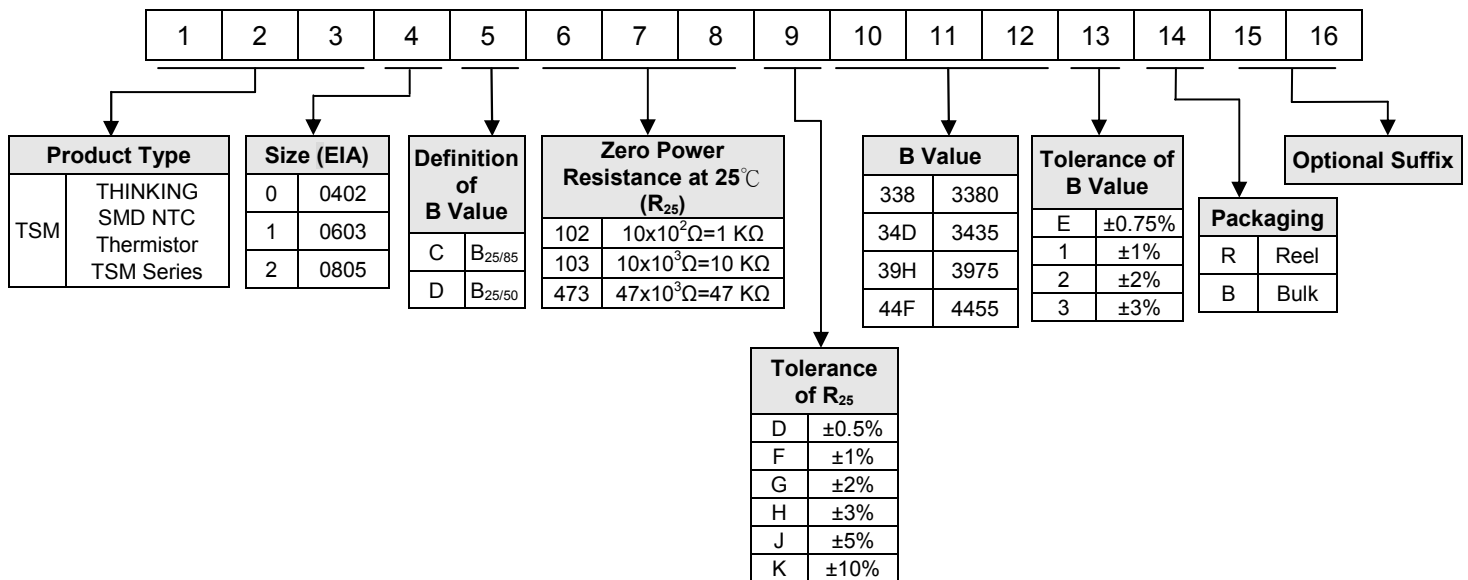 1 2 3 4 5 6 7 8 9 10 11 12 13 14 15 16
Product Type
TSM THINKING
SMD NTC
Thermistor
TSM Series
Size (EIA)
0 0402
1 0603
2 0805
Definition
of
B Value
C B25/85
D B25/50
Zero Power
Resistance at 25℃
(R25)
102 10x10²Ω=1 KΩ
103 10x10³Ω=10 KΩ
473 47x10³Ω=47 KΩ
Tolerance
of R25
D ±0.5%
F ±1%
G ±2%
H ±3%
J ±5%
K ±10%
B Value
338 3380
34D 3435
39H 3975
44F 4455
Tolerance of
B Value
E ±0.75%
1 ±1%
2 ±2%
3 ±3%
Packaging
R Reel
B Bulk
Optional Suffix